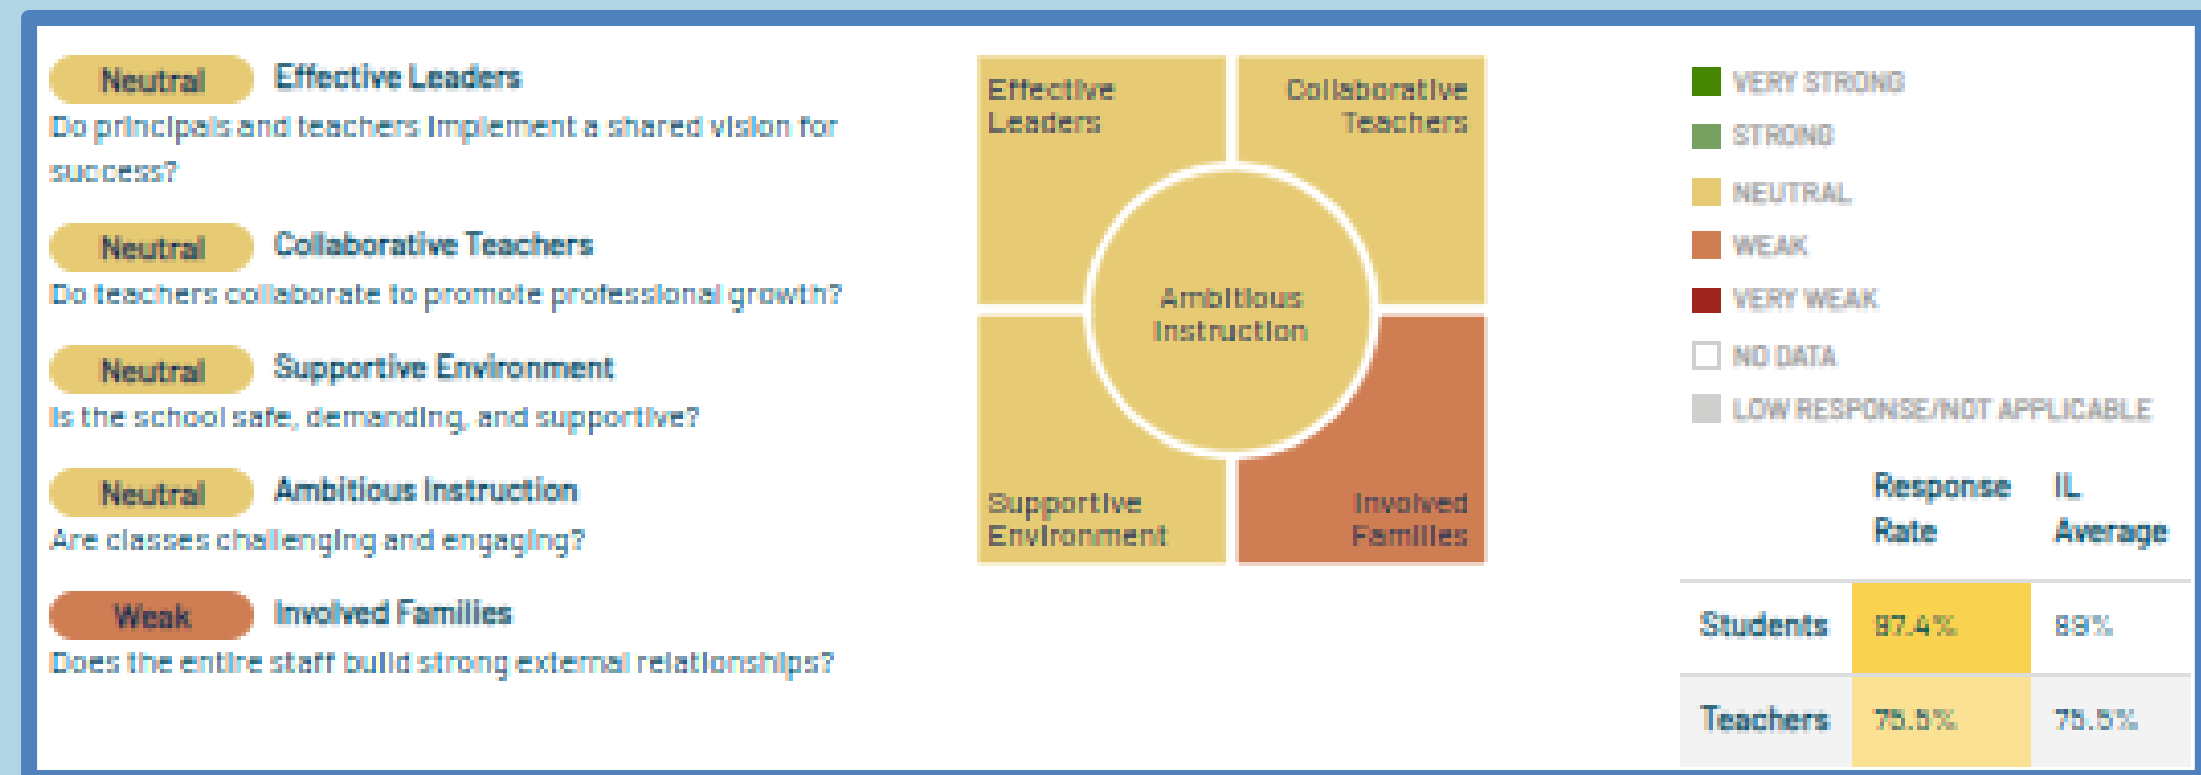 Neutral Effective Leaders
Do principals and teachers implement a shared vision for
success?
Neutral Collaborative Teachers
Do teachers collaborate to promote professional growth?
Neutral Supportive Environment
Is the school safe, demanding, and supportive?
Neutral Ambitious Instruction
Are classes challenging and engaging?
Weak Involved Families
Does the entire staff build strong external relationships?
Effective
Leaders
Collaborative
Teachers
Ambitious
Instruction
Supportive
Environment
Involved
Families
VERY STRONG
STRONG
NEUTRAL
WEAK
VERY WEAK
NO DATA
LOW RESPONSE/NOT APPLICABLE
Response
Rate
IL
Average
Students
Teachers 75.5% 75.5%